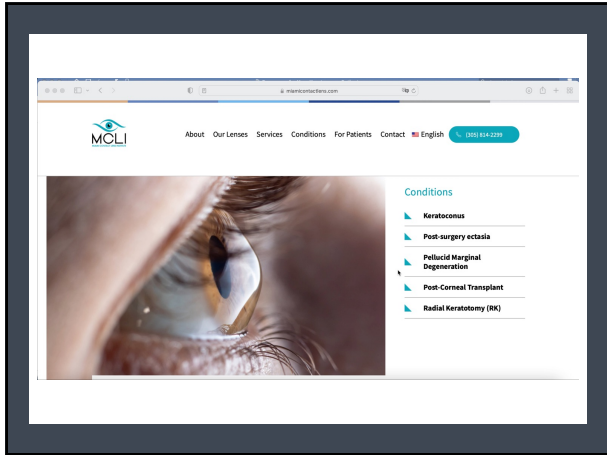 miamicontactlens.com
MCLI
About Our Lenses Services Conditions For Patients Contact English (305) 814-2299
Conditions
Keratoconus
Post-surgery ectasia
Pellucid Marginal
Degeneration
Post-Corneal Transplant
Radial Keratotomy (RK)